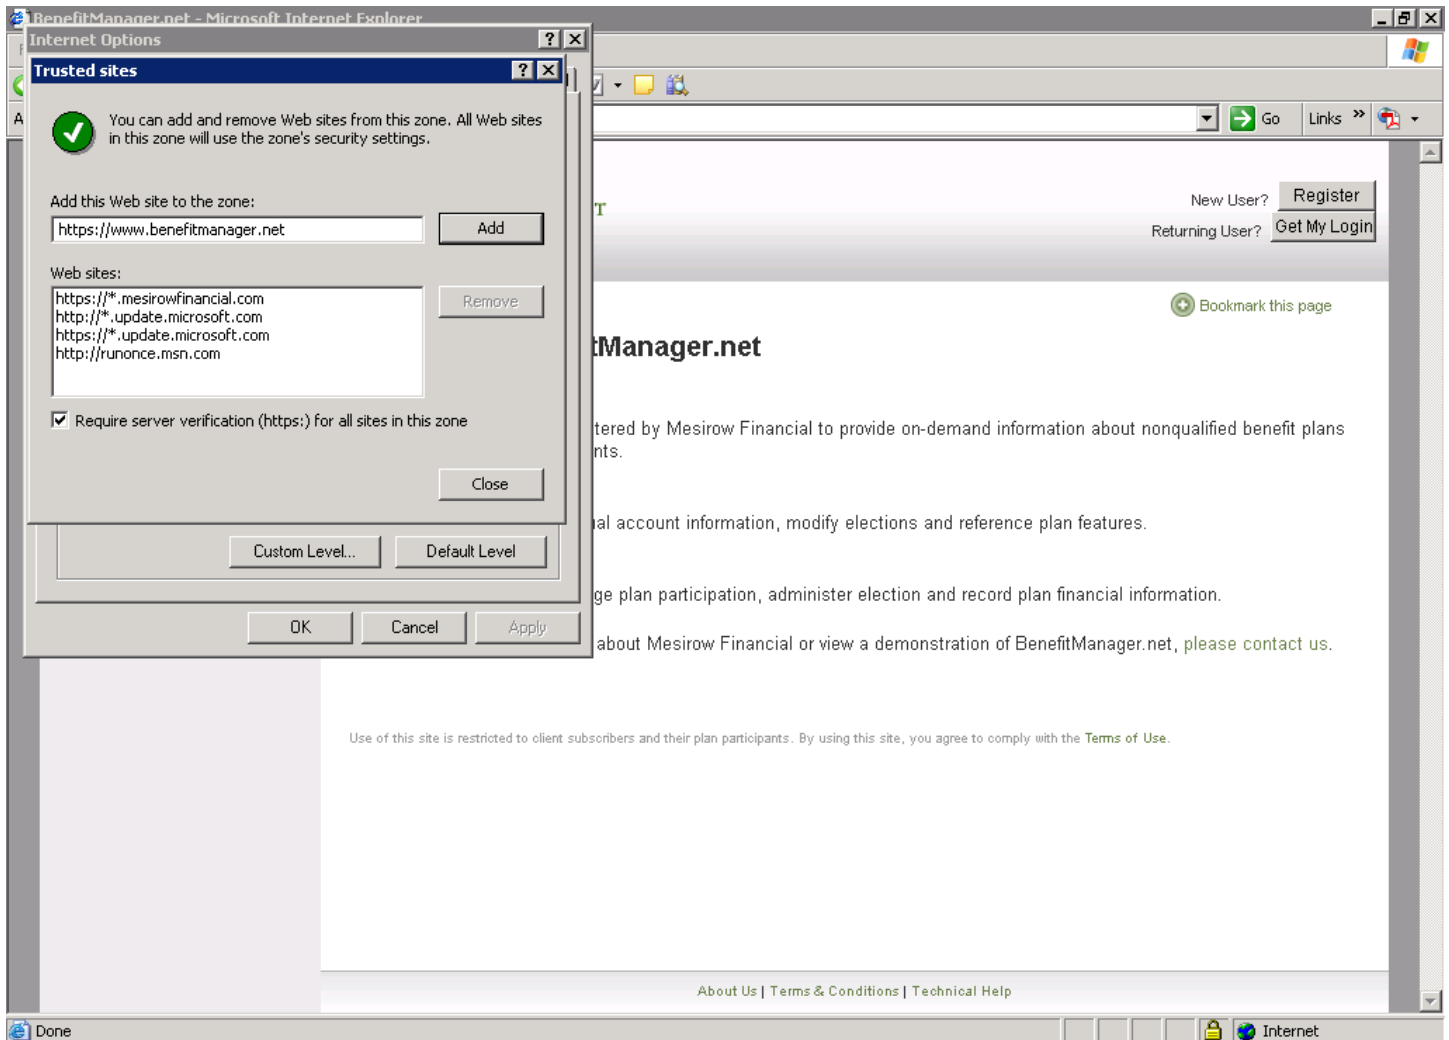 BenefitManager.net - Microsoft Internet Explorer
Internet Options
Trusted sites
You can add and remove Web sites from this zone. All Web sites
in this zone will use the zone's security settings.
Add this Web site to the zone:
https://www.benefitmanager.net
Add
Web sites:
https://*.mesirowfinancial.com
http://*.update.microsoft.com
https://*.update.microsoft.com
http://runonce.msn.com
Remove
Require server verification (https:) for all sites in this zone
Close
Custom Level...
Default Level
OK
Cancel
Apply
Go
Links
T
New User?
Register
Returning User?
Get My Login
Bookmark this page
tManager.net
tered by Mesirow Financial to provide on-demand information about nonqualified benefit plans
nts.
al account information, modify elections and reference plan features.
ge plan participation, administer election and record plan financial information.
about Mesirow Financial or view a demonstration of BenefitManager.net, please contact us.
Use of this site is restricted to client subscribers and their plan participants. By using this site, you agree to comply with the Terms of Use.
About Us | Terms & Conditions | Technical Help
Done
Internet